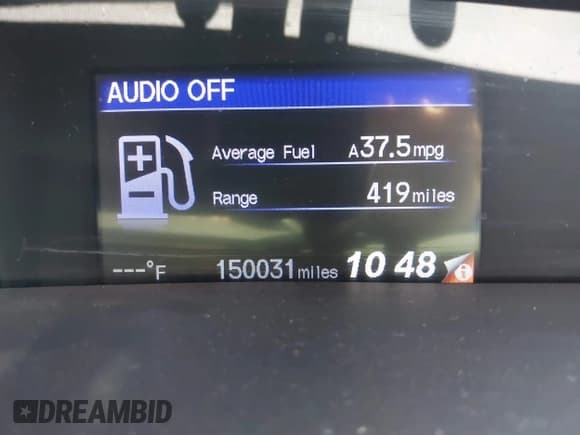 AUDIO OFF
Average Fuel A37.5mpg
Range 419miles
---°F 150031miles 10 48 i
DREAMBID